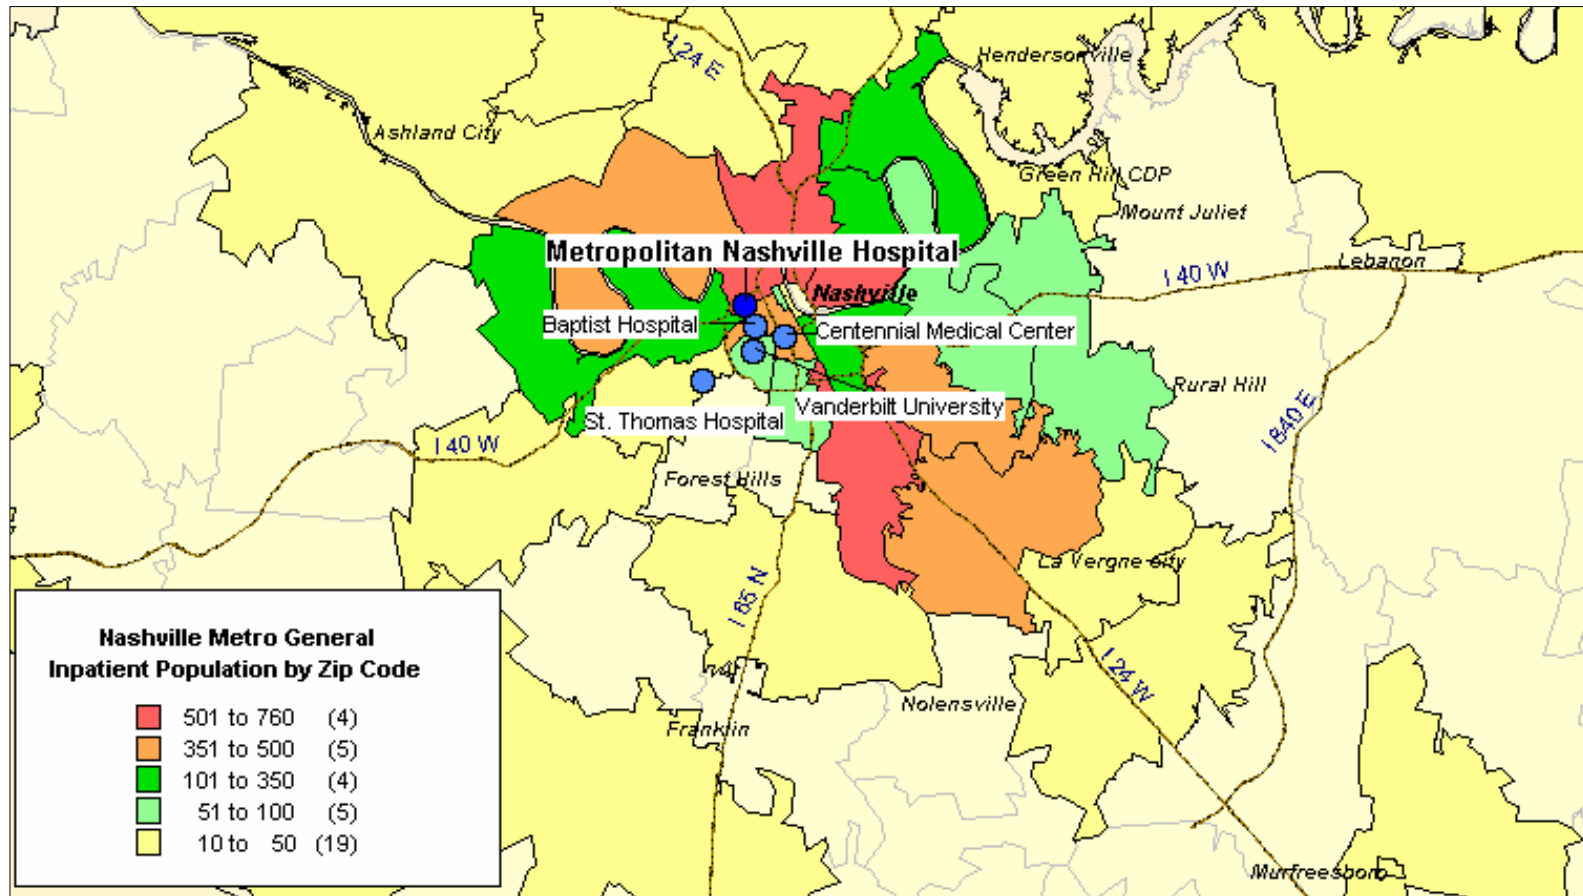 I 24 E
Hendersonville
Ashland City
Green Hill CDP
Mount Julief
Metropolitan Nashville Hospital
I 40 W
Lebanon
Nashville
Baptist Hospital
Centennial Medical Center
Rural Hill
Vanderbilt University
St. Thomas Hospital
I 40 W
I 840 E
Forest Hills
La Vergne city
I 65 N
Nashville Metro General
Inpatient Population by Zip Code
501 to 760 (4)
351 to 500 (5)
101 to 350 (4)
51 to 100 (5)
10 to 50 (19)
I 24 W
Nolensville
Franklin
Murfreesboro